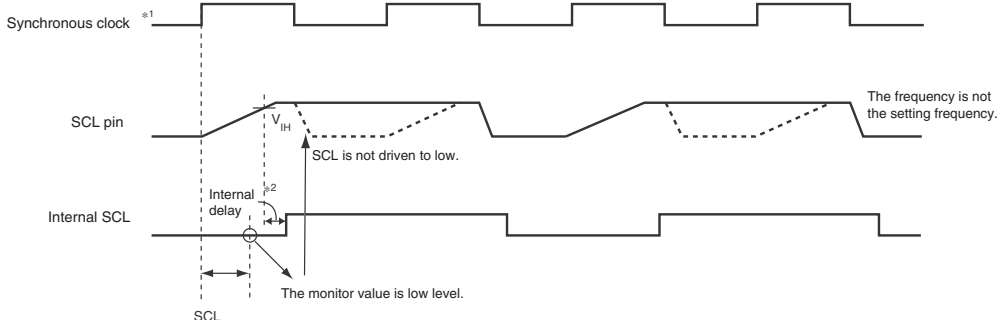 Synchronous clock *1
SCL pin
VIH
The frequency is not
the setting frequency.
SCL is not driven to low.
Internal *2
delay
Internal SCL
The monitor value is low level.
SCL